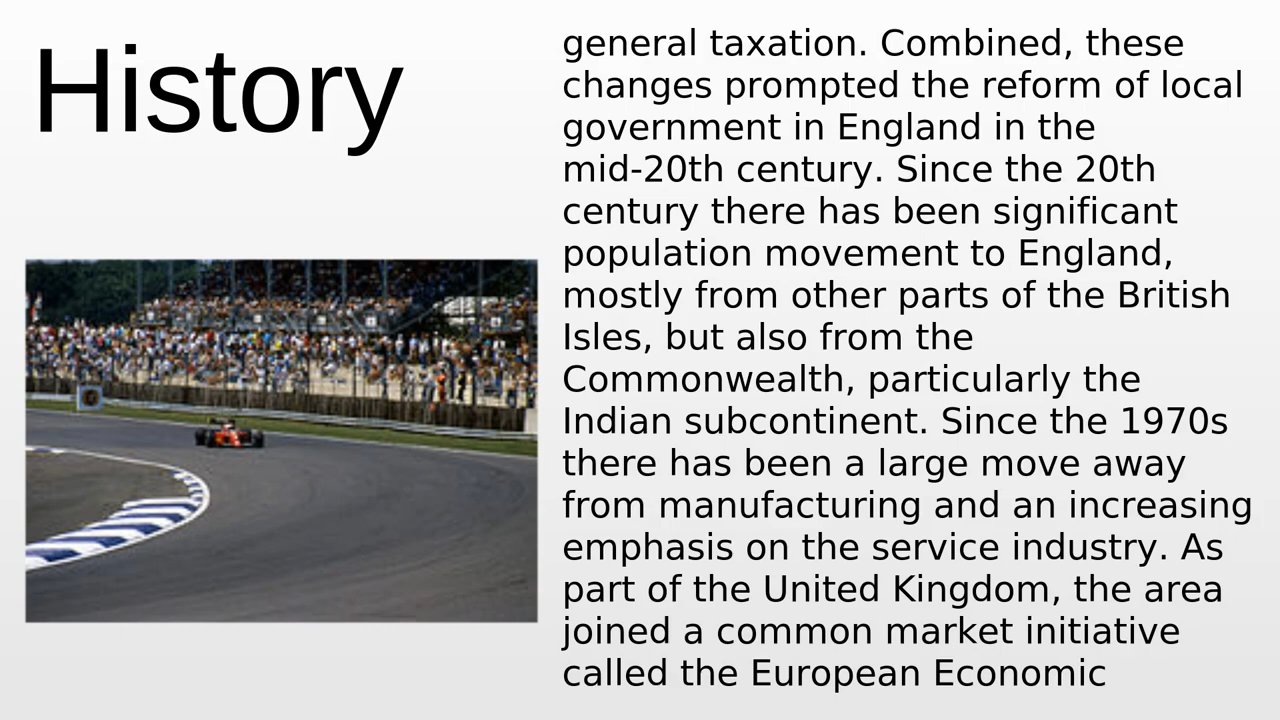 History
general taxation. Combined, these
changes prompted the reform of local
government in England in the
mid-20th century. Since the 20th
century there has been significant
population movement to England,
mostly from other parts of the British
Isles, but also from the
Commonwealth, particularly the
Indian subcontinent. Since the 1970s
there has been a large move away
from manufacturing and an increasing
emphasis on the service industry. As
part of the United Kingdom, the area
joined a common market initiative
called the European Economic